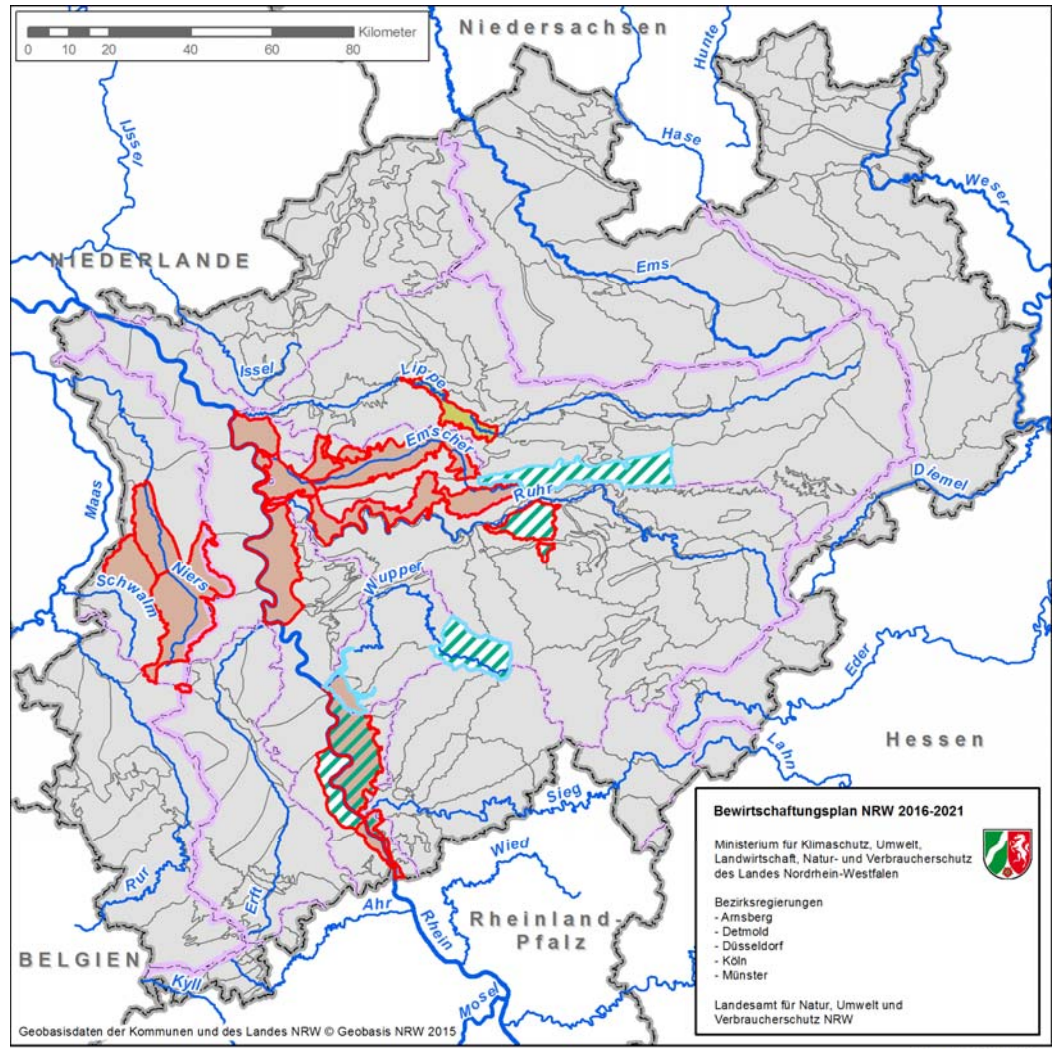 Niedersachsen
Kilometer
0 10 20 40 60 80
Hunte
IJssel
Hase
Weser
NIEDERLANDE
Ems
Issel
Lippe
Emscher
Maas
Ruhr
Diemel
Niers
Schwalm
Wupper
Eder
Hessen
Lahn
Sieg
Wied
Rur
Erft
Ahr
Rhein
Rheinland-
Pfalz
BELGIEN
Kyll
Mosel
Bewirtschaftungsplan NRW 2016-2021
Ministerium für Klimaschutz, Umwelt,
Landwirtschaft, Natur- und Verbraucherschutz
des Landes Nordrhein-Westfalen
Bezirksregierungen
- Arnsberg
- Detmold
- Düsseldorf
- Köln
- Münster
Landesamt für Natur, Umwelt und
Verbraucherschutz NRW
Geobasisdaten der Kommunen und des Landes NRW © Geobasis NRW 2015